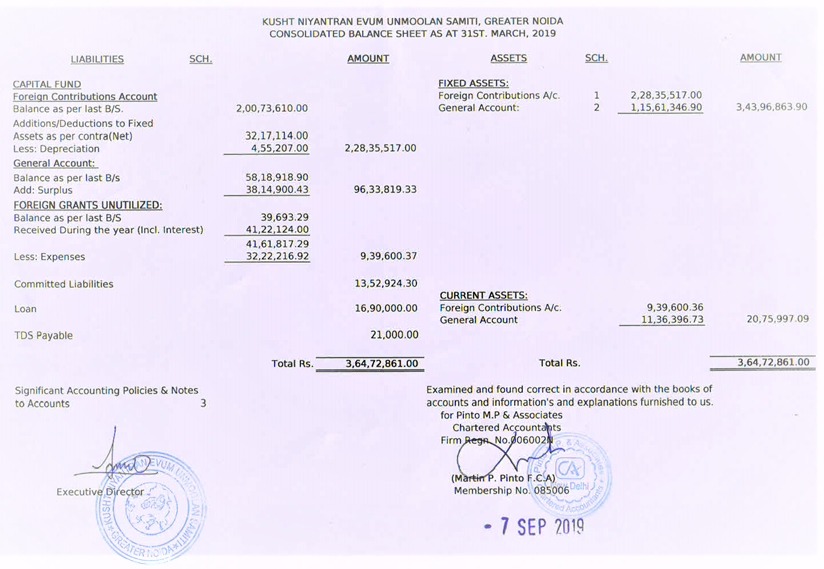 KUSHT NIYANTRAN EVUM UNMOOLAN SAMITI, GREATER NOIDA
CONSOLIDATED BALANCE SHEET AS AT 31ST. MARCH, 2019
LIABILITIES SCH. AMOUNT ASSETS SCH. AMOUNT
CAPITAL FUND FIXED ASSETS:
Foreign Contributions Account Foreign Contributions A/c. 1 2,28,35,517.00
Balance as per last B/S. 2,00,73,610.00 General Account: 2 1,15,61,346.90 3,43,96,863.90
Additions/Deductions to Fixed
Assets as per contra(Net) 32,17,114.00
Less: Depreciation 4,55,207.00 2,28,35,517.00
General Account:
Balance as per last B/s 58,18,918.90
Add: Surplus 38,14,900.43 96,33,819.33
FOREIGN GRANTS UNUTILIZED:
Balance as per last B/S 39,693.29
Received During the year (Incl. Interest) 41,22,124.00
41,61,817.29
Less: Expenses 32,22,216.92 9,39,600.37
Committed Liabilities 13,52,924.30
CURRENT ASSETS:
Loan 16,90,000.00 Foreign Contributions A/c. 9,39,600.36
General Account 11,36,396.73 20,75,997.09
TDS Payable 21,000.00
Total Rs. 3,64,72,861.00 Total Rs. 3,64,72,861.00
Significant Accounting Policies & Notes
to Accounts 3
Examined and found correct in accordance with the books of
accounts and information's and explanations furnished to us.
for Pinto M.P & Associates
Chartered Accountants
Firm Regn. No.006002N
(Martin P. Pinto F.C.A)
Membership No. 085006
Executive Director
KUSHT NIYANTRAN EVUM UNMOOLAN SAMITI
GREATER NOIDA
CA
New Delhi
Chartered Accountants
- 7 SEP 2019